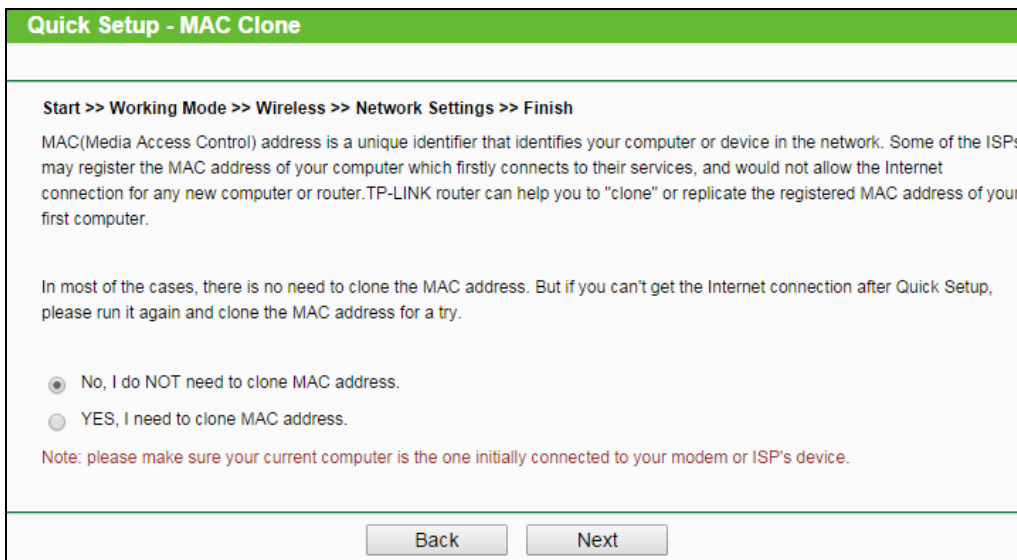 Quick Setup - MAC Clone
Start >> Working Mode >> Wireless >> Network Settings >> Finish
MAC(Media Access Control) address is a unique identifier that identifies your computer or device in the network. Some of the ISPs
may register the MAC address of your computer which firstly connects to their services, and would not allow the Internet
connection for any new computer or router.TP-LINK router can help you to "clone" or replicate the registered MAC address of your
first computer.
In most of the cases, there is no need to clone the MAC address. But if you can't get the Internet connection after Quick Setup,
please run it again and clone the MAC address for a try.
No, I do NOT need to clone MAC address.
YES, I need to clone MAC address.
Note: please make sure your current computer is the one initially connected to your modem or ISP's device.
Back Next